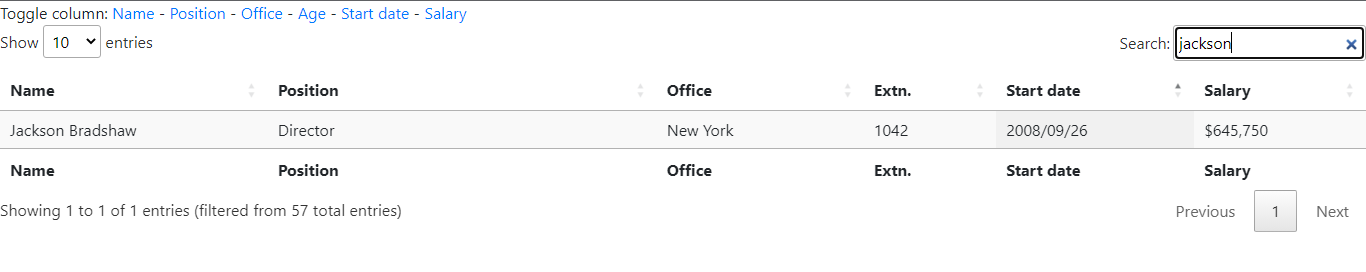 Toggle column: Name - Position - Office - Age - Start date - Salary
Show 10 entries Search: jackson
Name Position Office Extn. Start date Salary
Jackson Bradshaw Director New York 1042 2008/09/26 $645,750
Name Position Office Extn. Start date Salary
Showing 1 to 1 of 1 entries (filtered from 57 total entries) Previous 1 Next